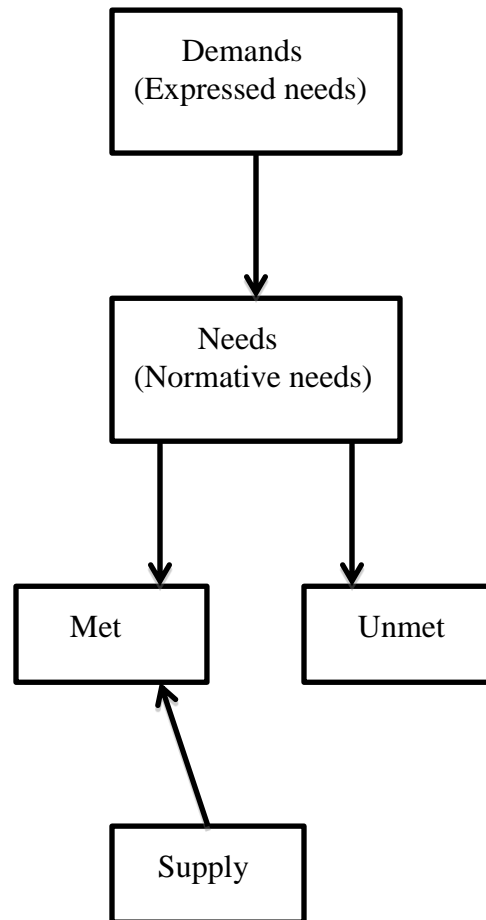 Demands
(Expressed needs)
Needs
(Normative needs)
Met
Unmet
Supply